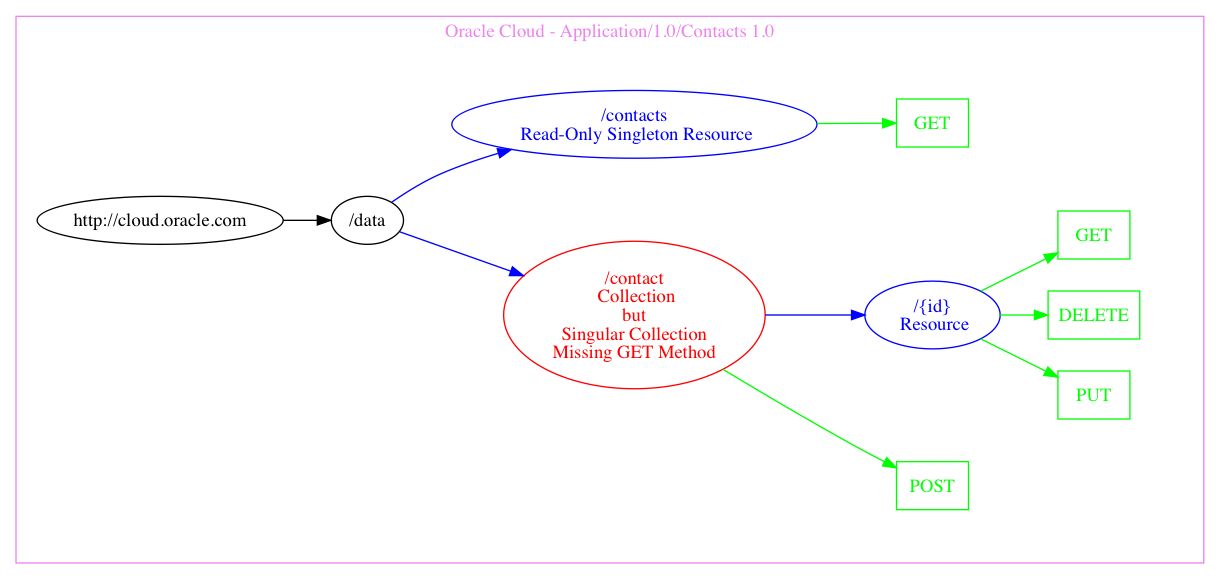 Oracle Cloud - Application/1.0/Contacts 1.0
/contacts
Read-Only Singleton Resource
GET
http://cloud.oracle.com
/data
/contact
Collection
but
Singular Collection
Missing GET Method
/{id}
Resource
GET
DELETE
PUT
POST